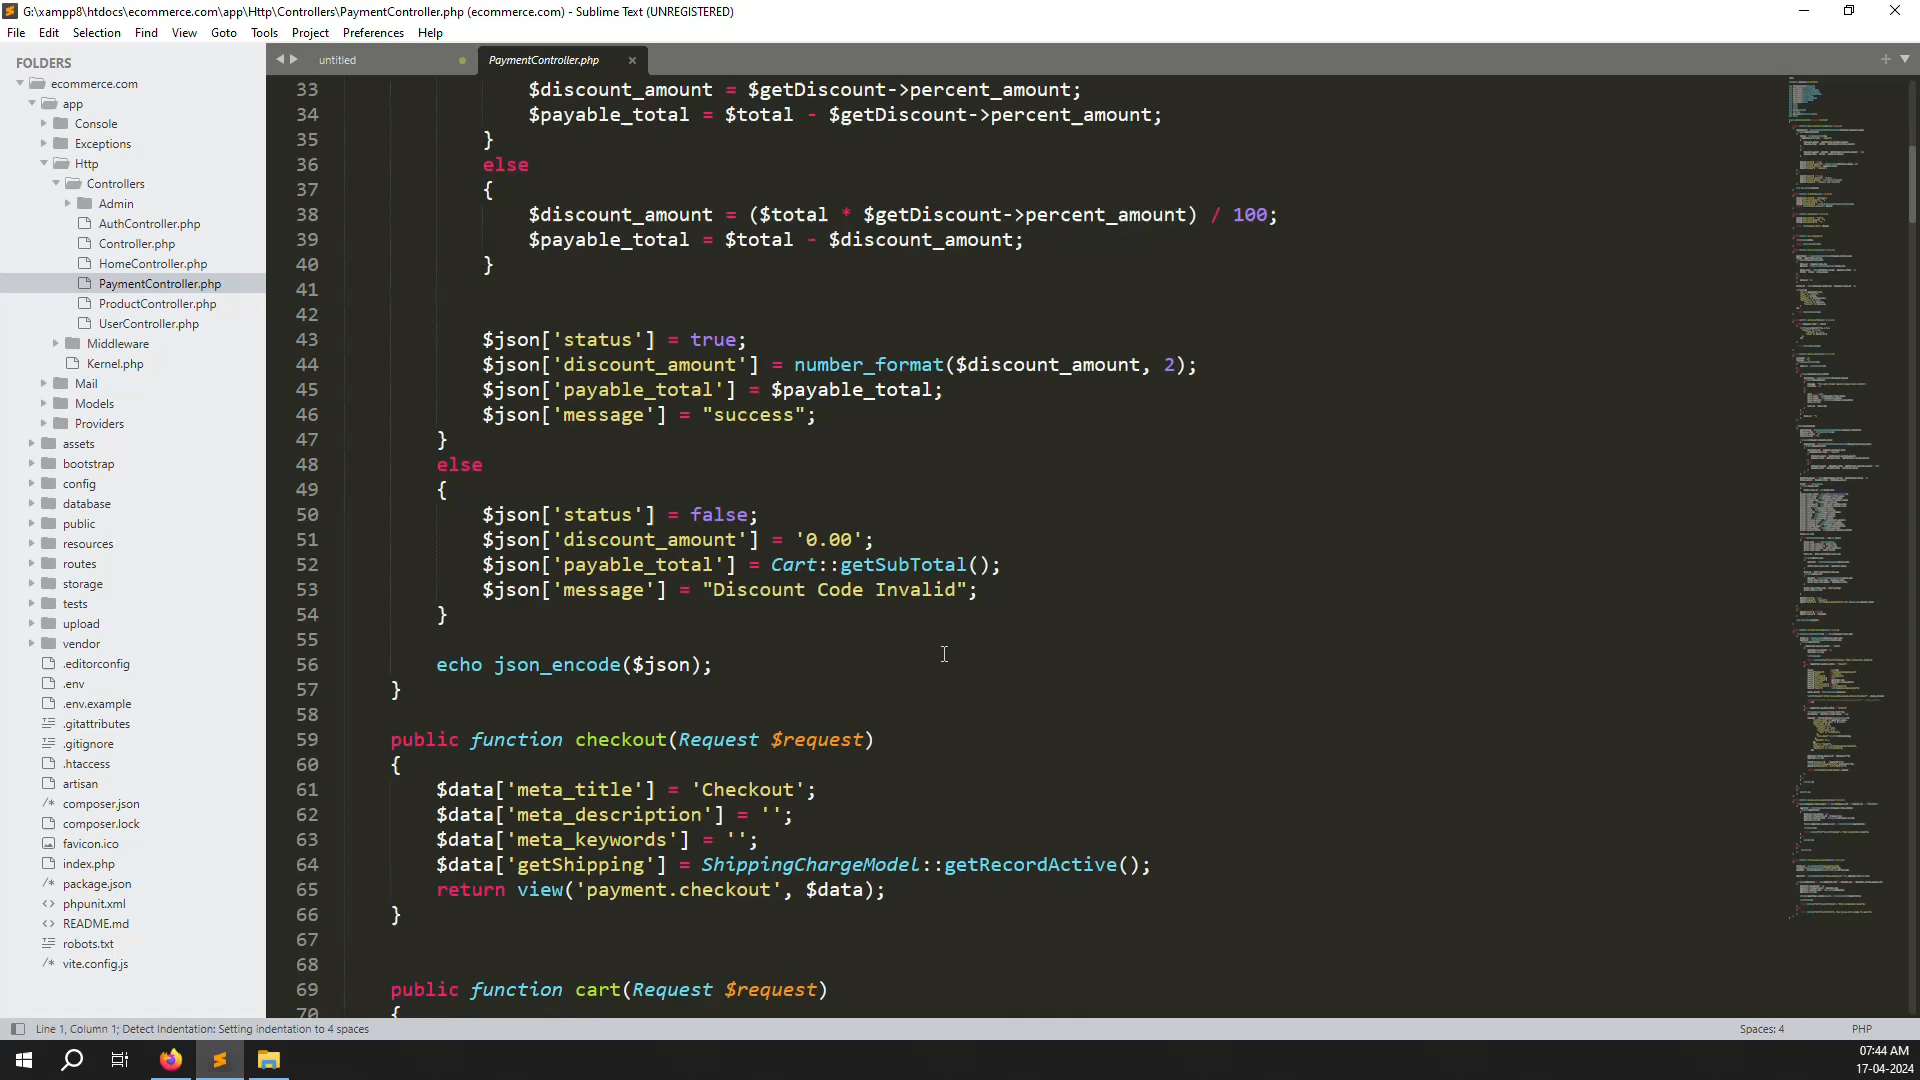 G:\xampp8\htdocs\ecommerce.com\app\Http\Controllers\PaymentController.php (ecommerce.com) - Sublime Text (UNREGISTERED)
File Edit Selection Find View Goto Tools Project Preferences Help
FOLDERS
ecommerce.com
app
Console
Exceptions
Http
Controllers
Admin
AuthController.php
Controller.php
HomeController.php
PaymentController.php
ProductController.php
UserController.php
Middleware
Kernel.php
Mail
Models
Providers
assets
bootstrap
config
database
public
resources
routes
storage
tests
upload
vendor
.editorconfig
.env
.env.example
.gitattributes
.gitignore
.htaccess
artisan
composer.json
composer.lock
favicon.ico
index.php
package.json
phpunit.xml
README.md
robots.txt
vite.config.js
untitled PaymentController.php
33 $discount_amount = $getDiscount->percent_amount;
34 $payable_total = $total - $getDiscount->percent_amount;
35 }
36 else
37 {
38 $discount_amount = ($total * $getDiscount->percent_amount) / 100;
39 $payable_total = $total - $discount_amount;
40 }
41
42
43 $json['status'] = true;
44 $json['discount_amount'] = number_format($discount_amount, 2);
45 $json['payable_total'] = $payable_total;
46 $json['message'] = "success";
47 }
48 else
49 {
50 $json['status'] = false;
51 $json['discount_amount'] = '0.00';
52 $json['payable_total'] = Cart::getSubTotal();
53 $json['message'] = "Discount Code Invalid";
54 }
55
56 echo json_encode($json);
57 }
58
59 public function checkout(Request $request)
60 {
61 $data['meta_title'] = 'Checkout';
62 $data['meta_description'] = '';
63 $data['meta_keywords'] = '';
64 $data['getShipping'] = ShippingChargeModel::getRecordActive();
65 return view('payment.checkout', $data);
66 }
67
68
69 public function cart(Request $request)
70 {
Line 1, Column 1; Detect Indentation: Setting indentation to 4 spaces
Spaces: 4 PHP
07:44 AM
17-04-2024